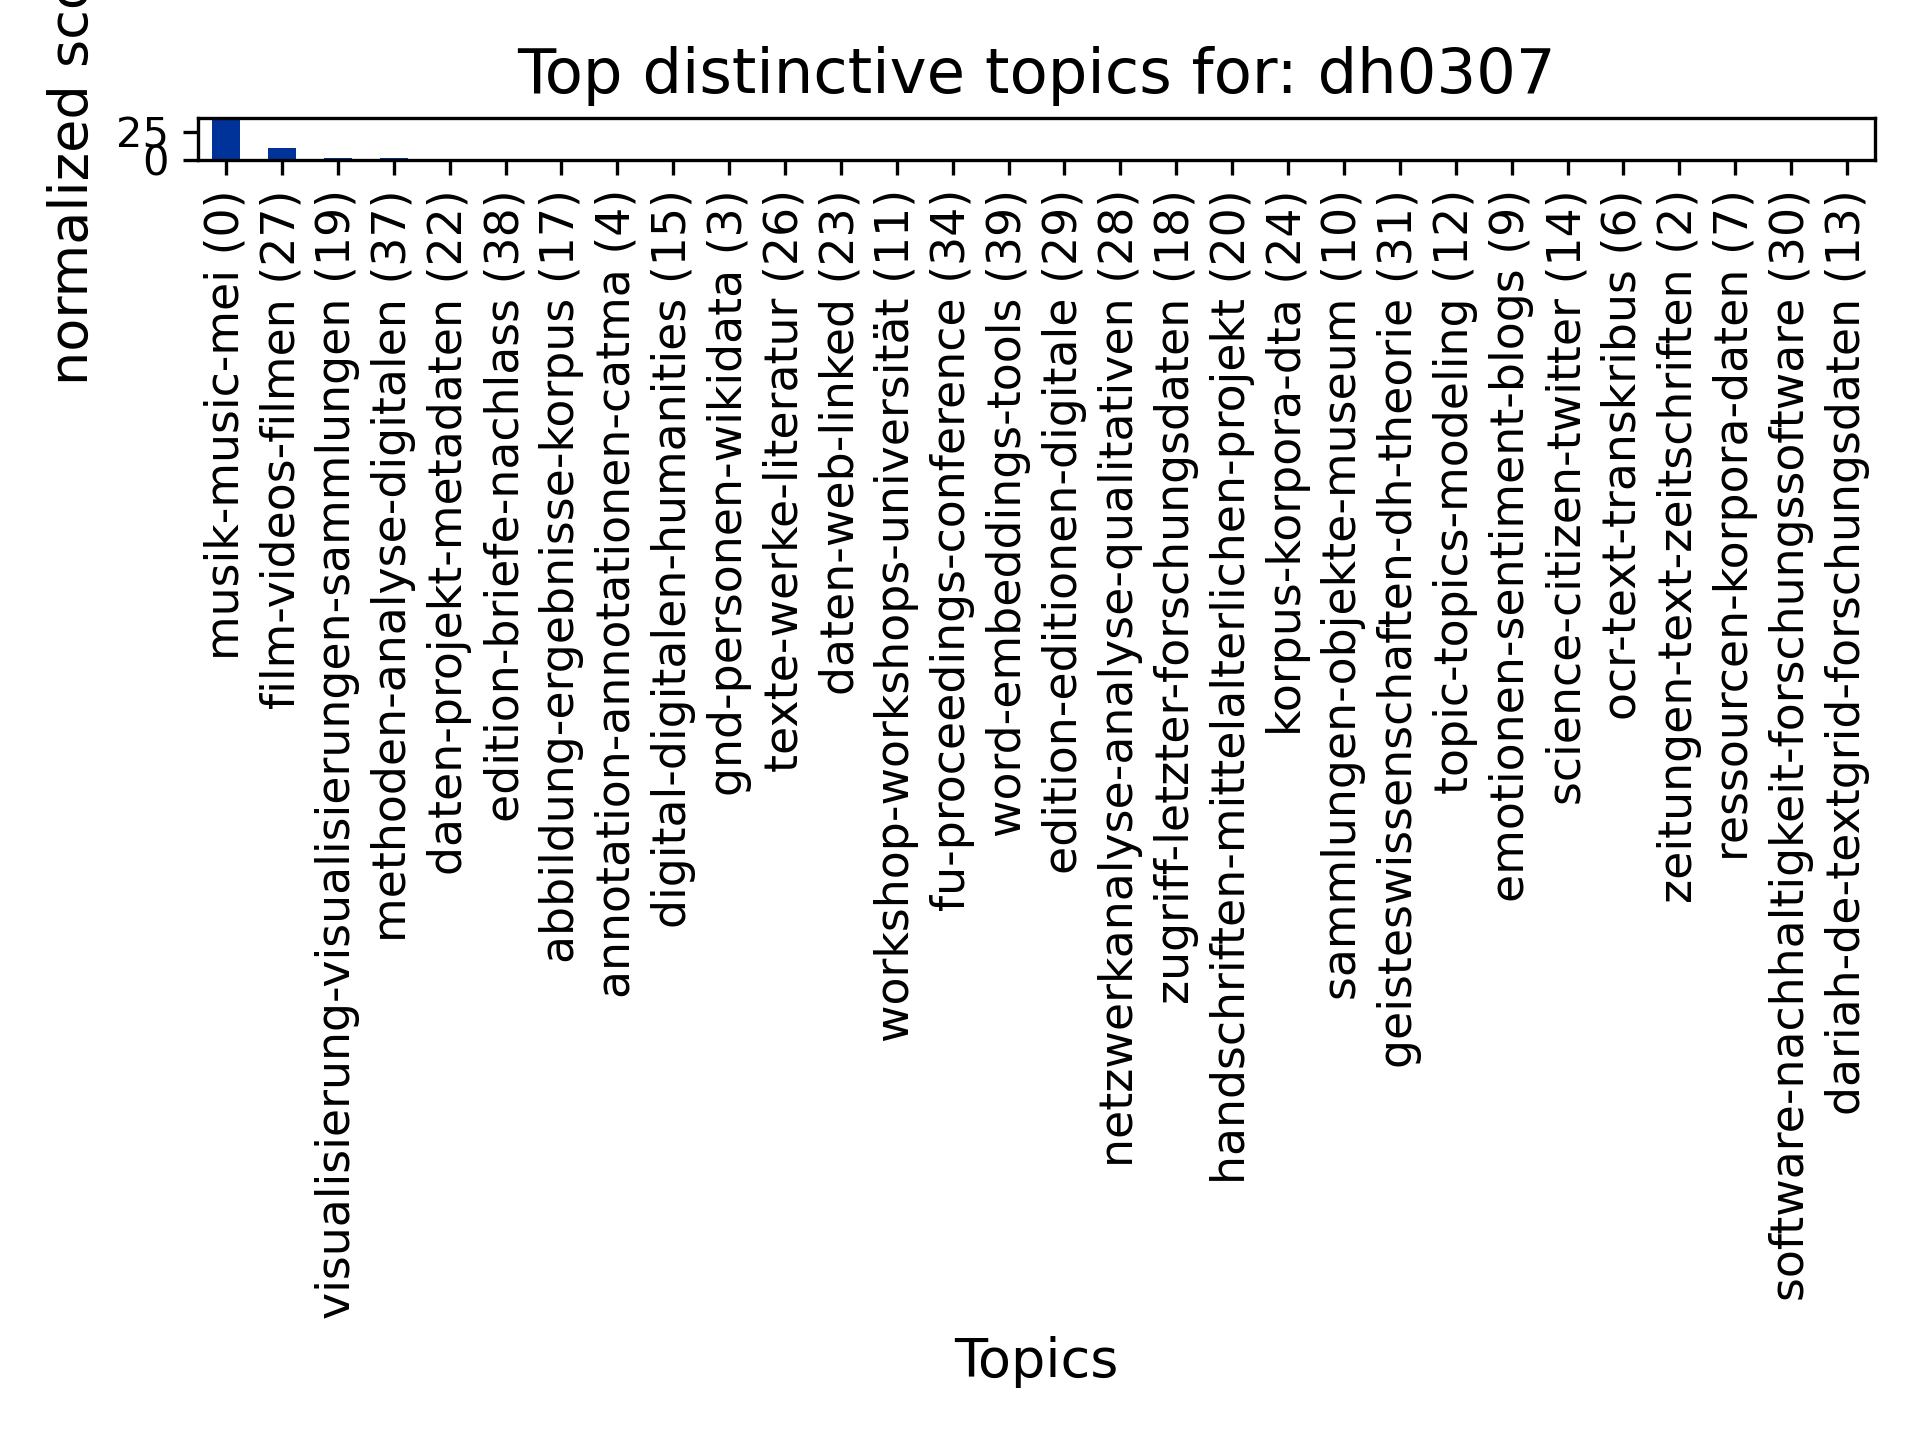 Top distinctive topics for: dh0307
normalized
25
0
musik-music-mei (0)
film-videos-filmen (27)
visualisierung-visualisierungen-sammlungen (19)
methoden-analyse-digitalen (37)
daten-projekt-metadaten (22)
edition-briefe-nachlass (38)
abbildung-ergebnisse-korpus (17)
annotation-annotationen-catma (4)
digital-digitalen-humanities (15)
gnd-personen-wikidata (3)
texte-werke-literatur (26)
daten-web-linked (23)
workshop-workshops-universität (11)
fu-proceedings-conference (34)
word-embeddings-tools (39)
edition-editionen-digitale (29)
netzwerkanalyse-analyse-qualitativen (28)
zugriff-letzter-forschungsdaten (18)
handschriften-mittelalterlichen-projekt (20)
korpus-korpora-dta (24)
sammlungen-objekte-museum (10)
geisteswissenschaften-dh-theorie (31)
topic-topics-modeling (12)
emotionen-sentiment-blogs (9)
science-citizen-twitter (14)
ocr-text-transkribus (6)
zeitungen-text-zeitschriften (2)
ressourcen-korpora-daten (7)
software-nachhaltigkeit-forschungssoftware (30)
dariah-de-textgrid-forschungsdaten (13)
Topics